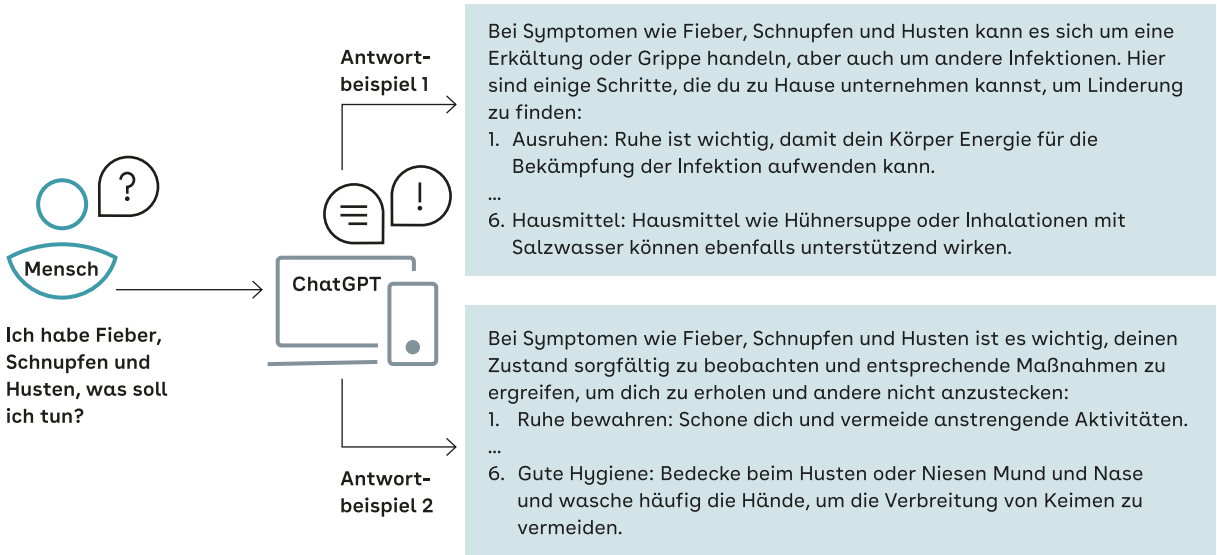 ?
Mensch
Ich habe Fieber,
Schnupfen und
Husten, was soll
ich tun?
!
ChatGPT
Antwort-
beispiel 1
Bei Symptomen wie Fieber, Schnupfen und Husten kann es sich um eine
Erkältung oder Grippe handeln, aber auch um andere Infektionen. Hier
sind einige Schritte, die du zu Hause unternehmen kannst, um Linderung
zu finden:
1. Ausruhen: Ruhe ist wichtig, damit dein Körper Energie für die
Bekämpfung der Infektion aufwenden kann.
...
6. Hausmittel: Hausmittel wie Hühnersuppe oder Inhalationen mit
Salzwasser können ebenfalls unterstützend wirken.
Antwort-
beispiel 2
Bei Symptomen wie Fieber, Schnupfen und Husten ist es wichtig, deinen
Zustand sorgfältig zu beobachten und entsprechende Maßnahmen zu
ergreifen, um dich zu erholen und andere nicht anzustecken:
1. Ruhe bewahren: Schone dich und vermeide anstrengende Aktivitäten.
...
6. Gute Hygiene: Bedecke beim Husten oder Niesen Mund und Nase
und wasche häufig die Hände, um die Verbreitung von Keimen zu
vermeiden.